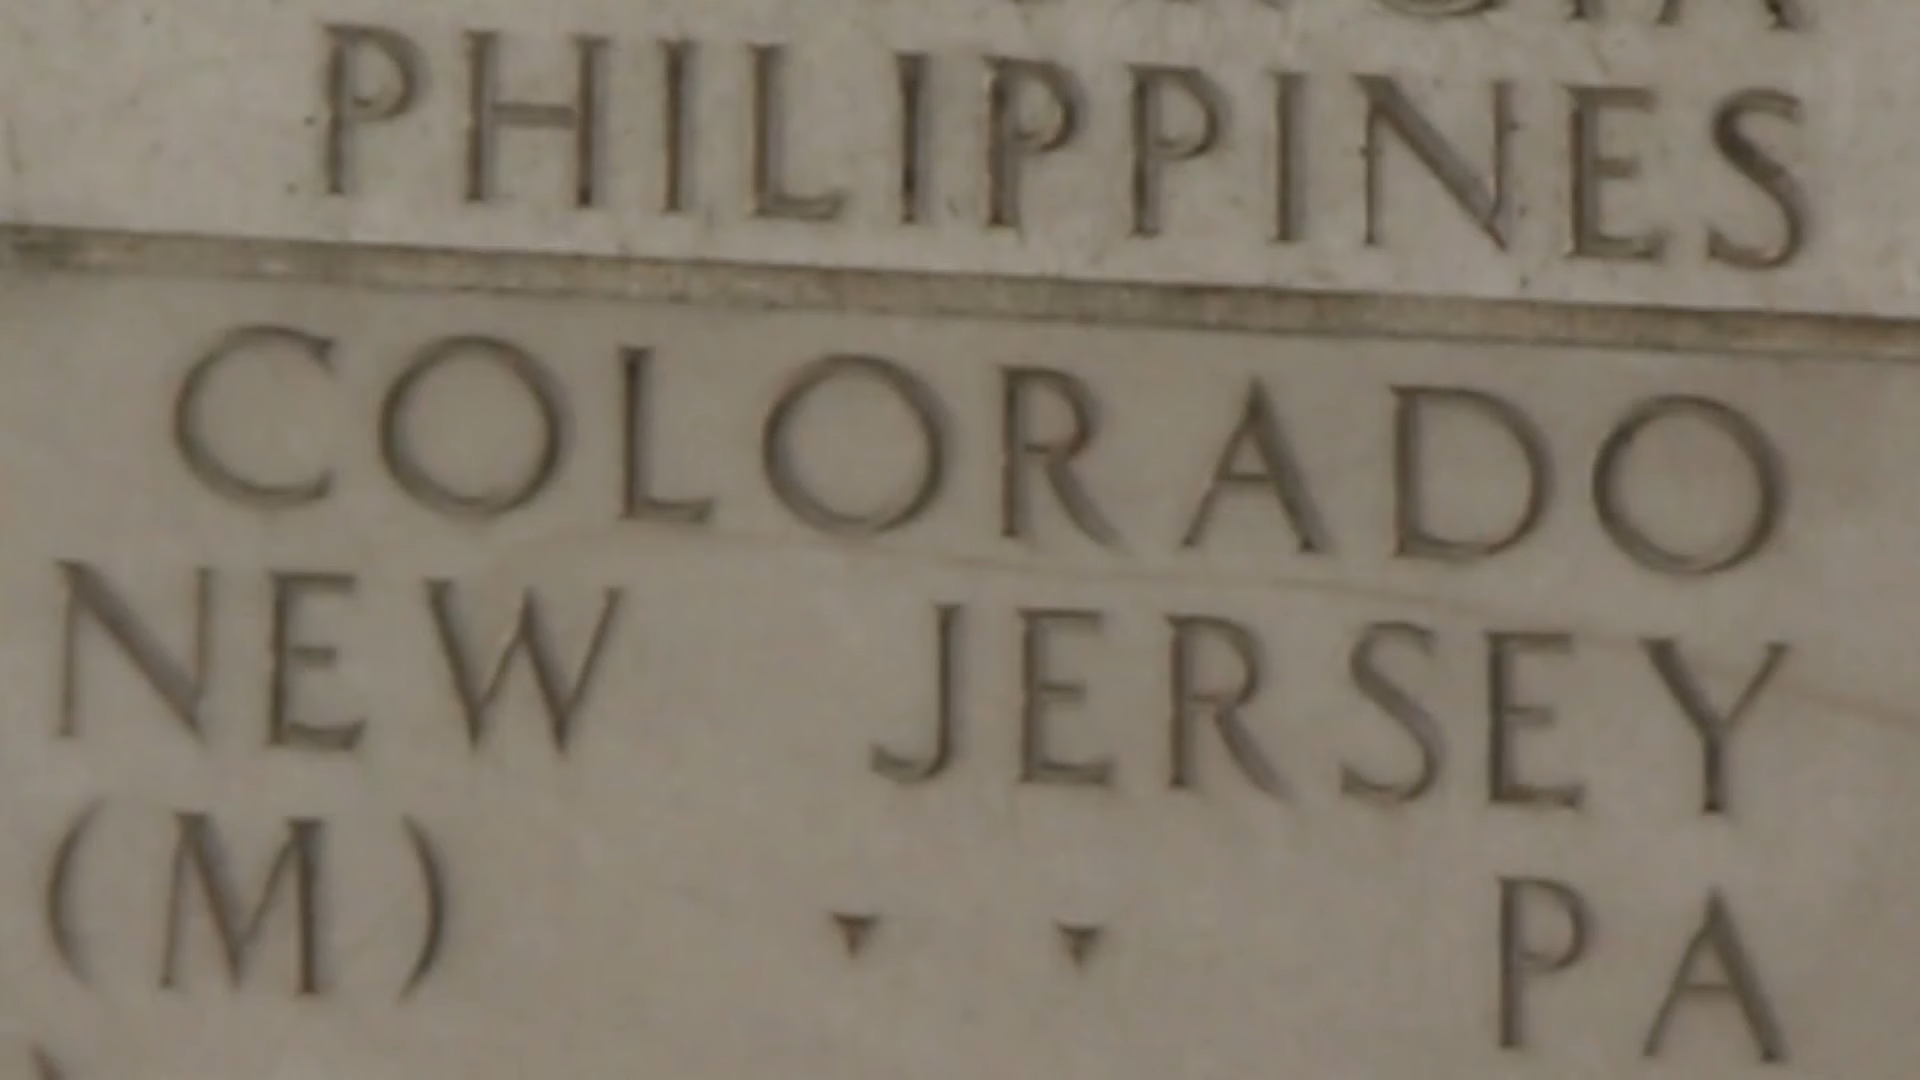 PHILIPPINES
COLORADO
NEW JERSEY
(M) ▾ ▾ PA